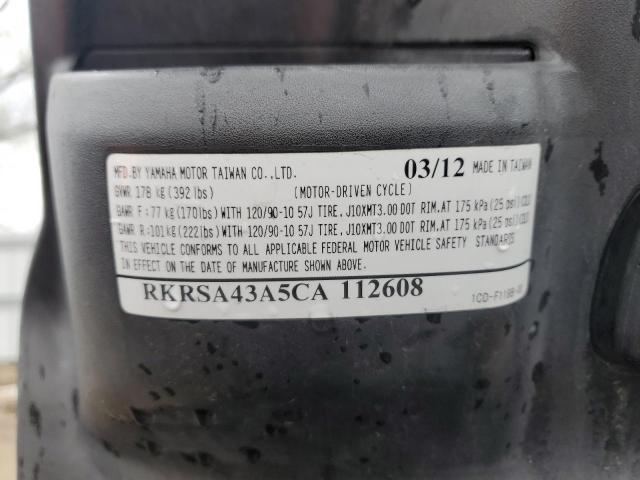 MFD.BY YAMAHA MOTOR TAIWAN CO.,LTD. 03/12 MADE IN TAIWAN
GVWR 178 kg (392 lbs) (MOTOR-DRIVEN CYCLE)
GAWR F:77 kg (170lbs) WITH 120/90-10 57J TIRE, J10XMT3.00 DOT RIM.AT 175 kPa (25 psi) COLD
GAWR R:101kg (222lbs) WITH 120/90-10 57J TIRE, J10XMT3.00 DOT RIM.AT 175 kPa (25 psi) COLD
THIS VEHICLE CONFORMS TO ALL APPLICABLE FEDERAL MOTOR VEHICLE SAFETY STANDARDS
IN EFFECT ON THE DATE OF MANUFACTURE SHOWN ABOVE.
RKRSA43A5CA 112608